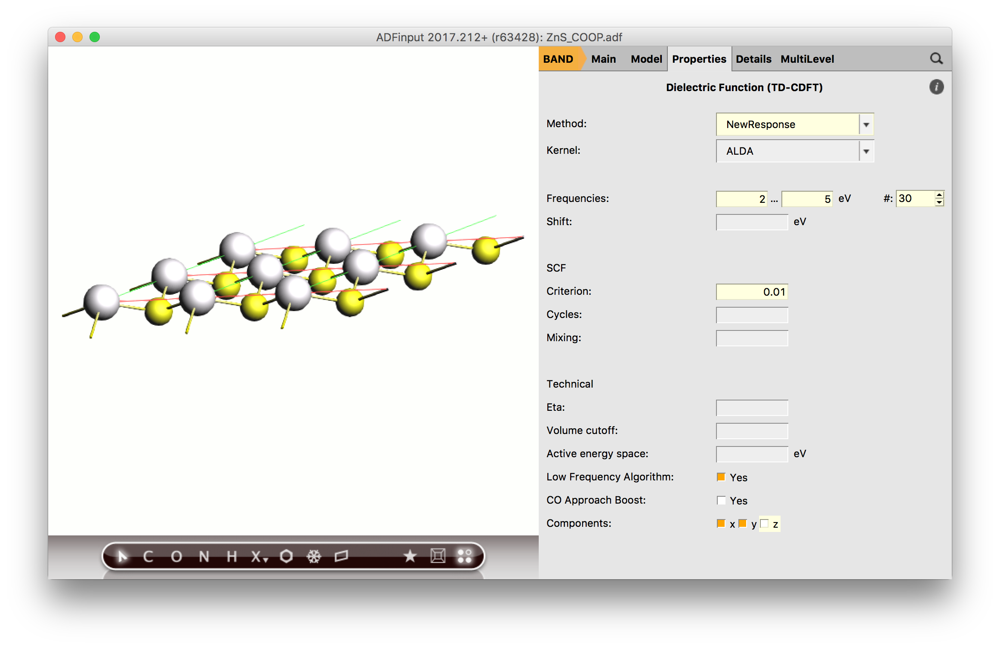 ADFinput 2017.212+ (r63428): ZnS_COOP.adf
BAND Main Model Properties Details MultiLevel
Dielectric Function (TD-CDFT)
Method: NewResponse
Kernel: ALDA
Frequencies: 2 ... 5 eV #: 30
Shift: eV
SCF
Criterion: 0.01
Cycles:
Mixing:
Technical
Eta:
Volume cutoff:
Active energy space: eV
Low Frequency Algorithm: Yes
CO Approach Boost: Yes
Components: x y z
C O N H X